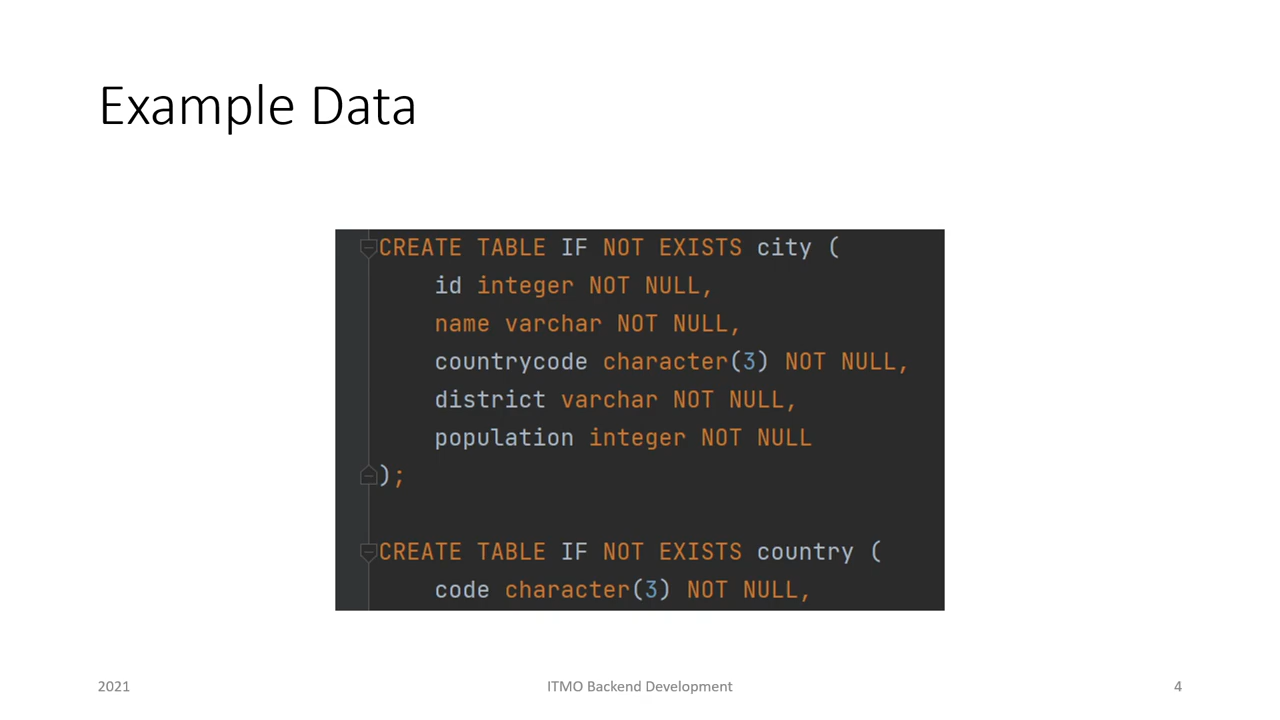 Example Data
CREATE TABLE IF NOT EXISTS city (
    id integer NOT NULL,
    name varchar NOT NULL,
    countrycode character(3) NOT NULL,
    district varchar NOT NULL,
    population integer NOT NULL
);
CREATE TABLE IF NOT EXISTS country (
    code character(3) NOT NULL,
2021
ITMO Backend Development
4